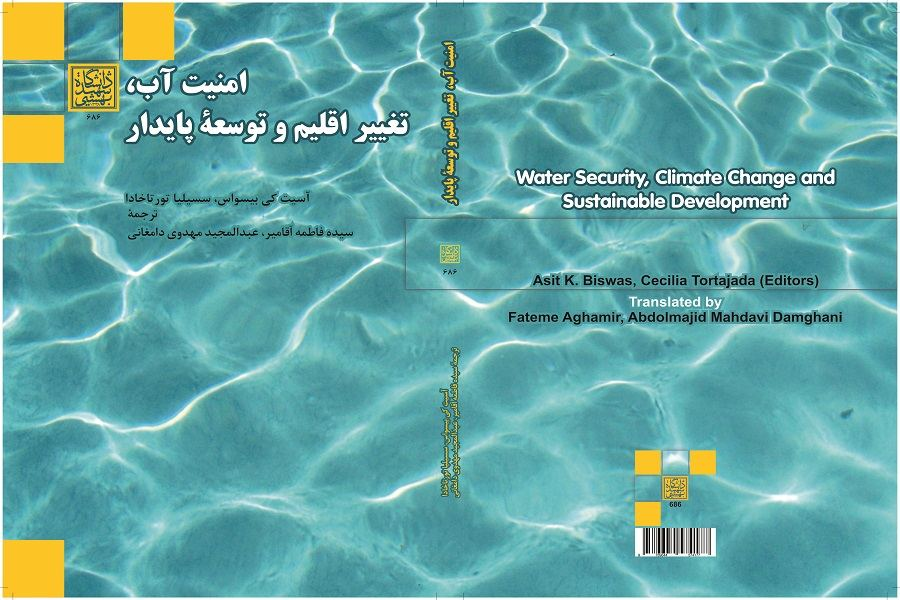 امنیت آب،
تغییر اقلیم و توسعهٔ پایدار
دانشگاه
شهید
بهشتی
۶۸۶
آسیت کی بیسواس، سسیلیا تورتاخادا
ترجمهٔ
سیده فاطمه آقامیر، عبدالمجید مهدوی دامغانی
امنیت آب، تغییر اقلیم و توسعهٔ پایدار
۶۸۶
آسیت کی بیسواس، سسیلیا تورتاخادا
ترجمهٔ سیده فاطمه آقامیر، عبدالمجید مهدوی دامغانی
Water Security, Climate Change and
Sustainable Development
Asit K. Biswas, Cecilia Tortajada (Editors)
Translated by
Fateme Aghamir, Abdolmajid Mahdavi Damghani
686